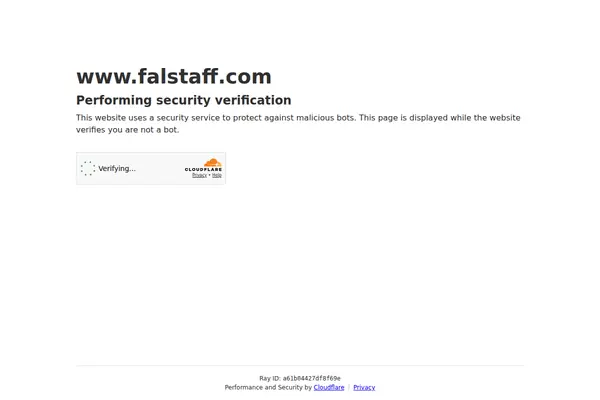 www.falstaff.com
Performing security verification
This website uses a security service to protect against malicious bots. This page is displayed while the website
verifies you are not a bot.
Verifying...
CLOUDFLARE
Privacy • Help
Ray ID: a61b04427df8f69e
Performance and Security by Cloudflare | Privacy